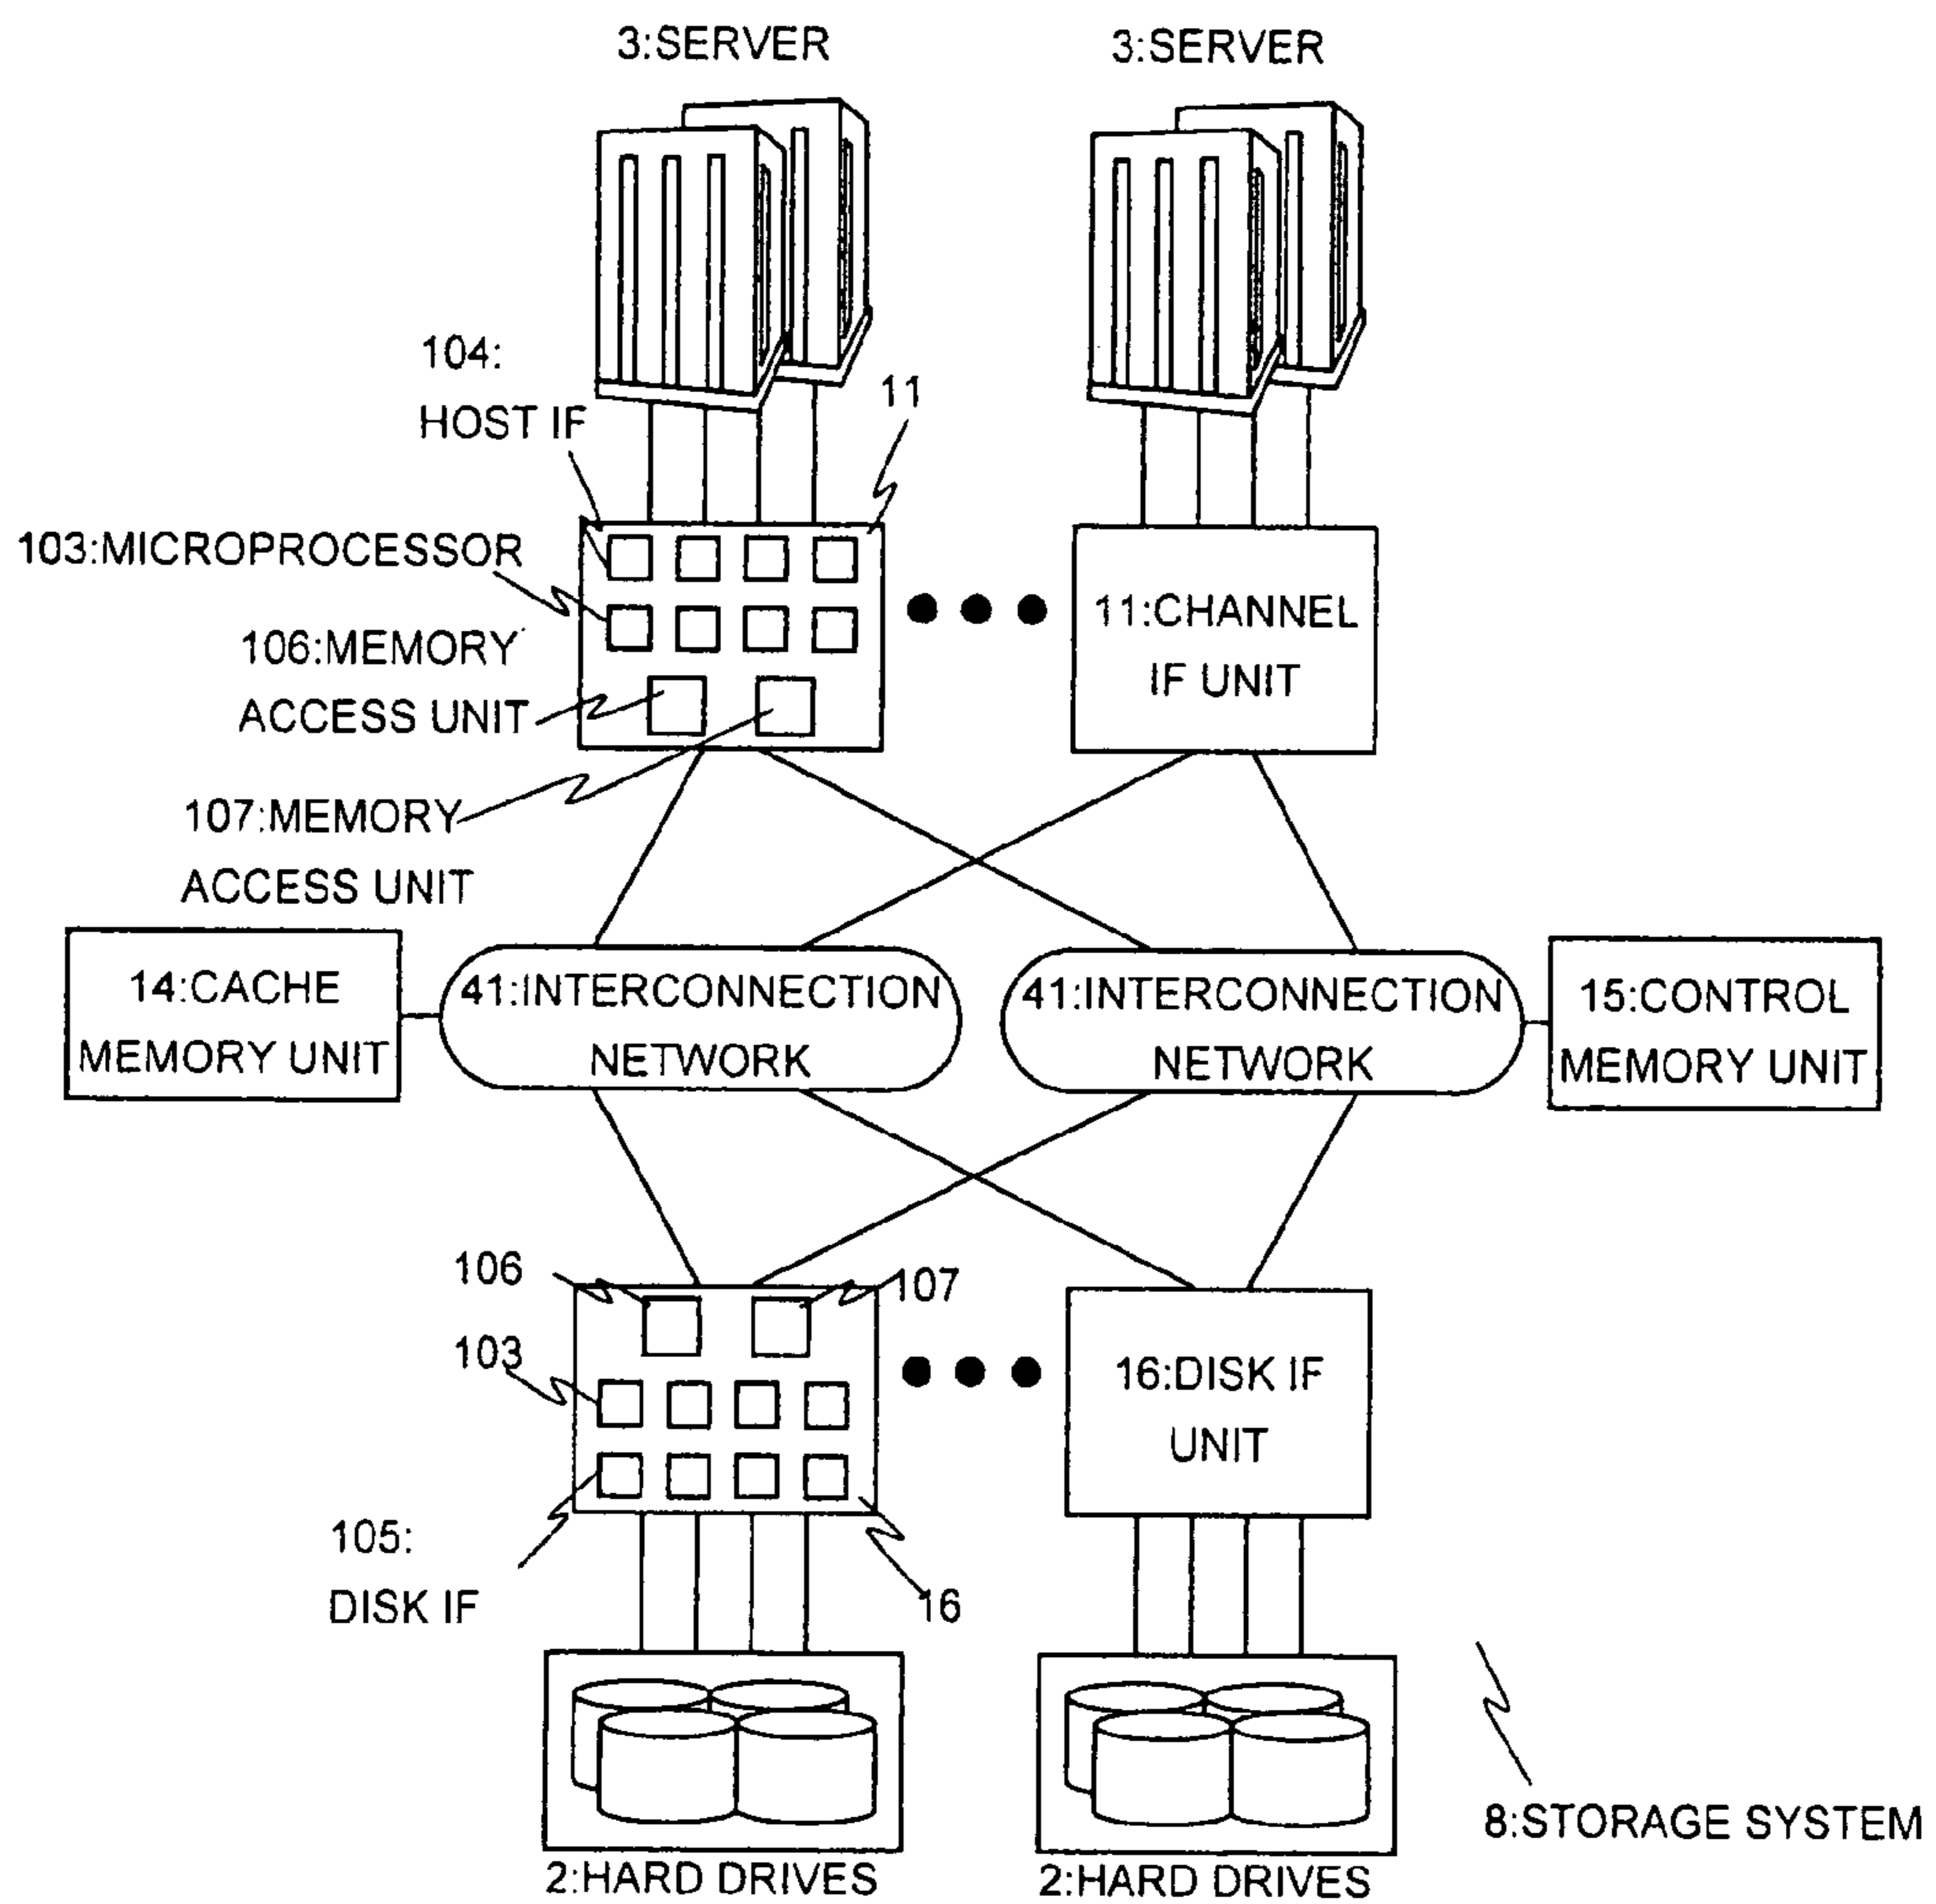 3:SERVER
3:SERVER
104:
HOST IF
11
103:MICROPROCESSOR
106:MEMORY
ACCESS UNIT
11:CHANNEL
IF UNIT
107:MEMORY
ACCESS UNIT
14:CACHE
MEMORY UNIT
41:INTERCONNECTION
NETWORK
41:INTERCONNECTION
NETWORK
15:CONTROL
MEMORY UNIT
106
107
103
16:DISK IF
UNIT
105:
DISK IF
16
8:STORAGE SYSTEM
2:HARD DRIVES
2:HARD DRIVES